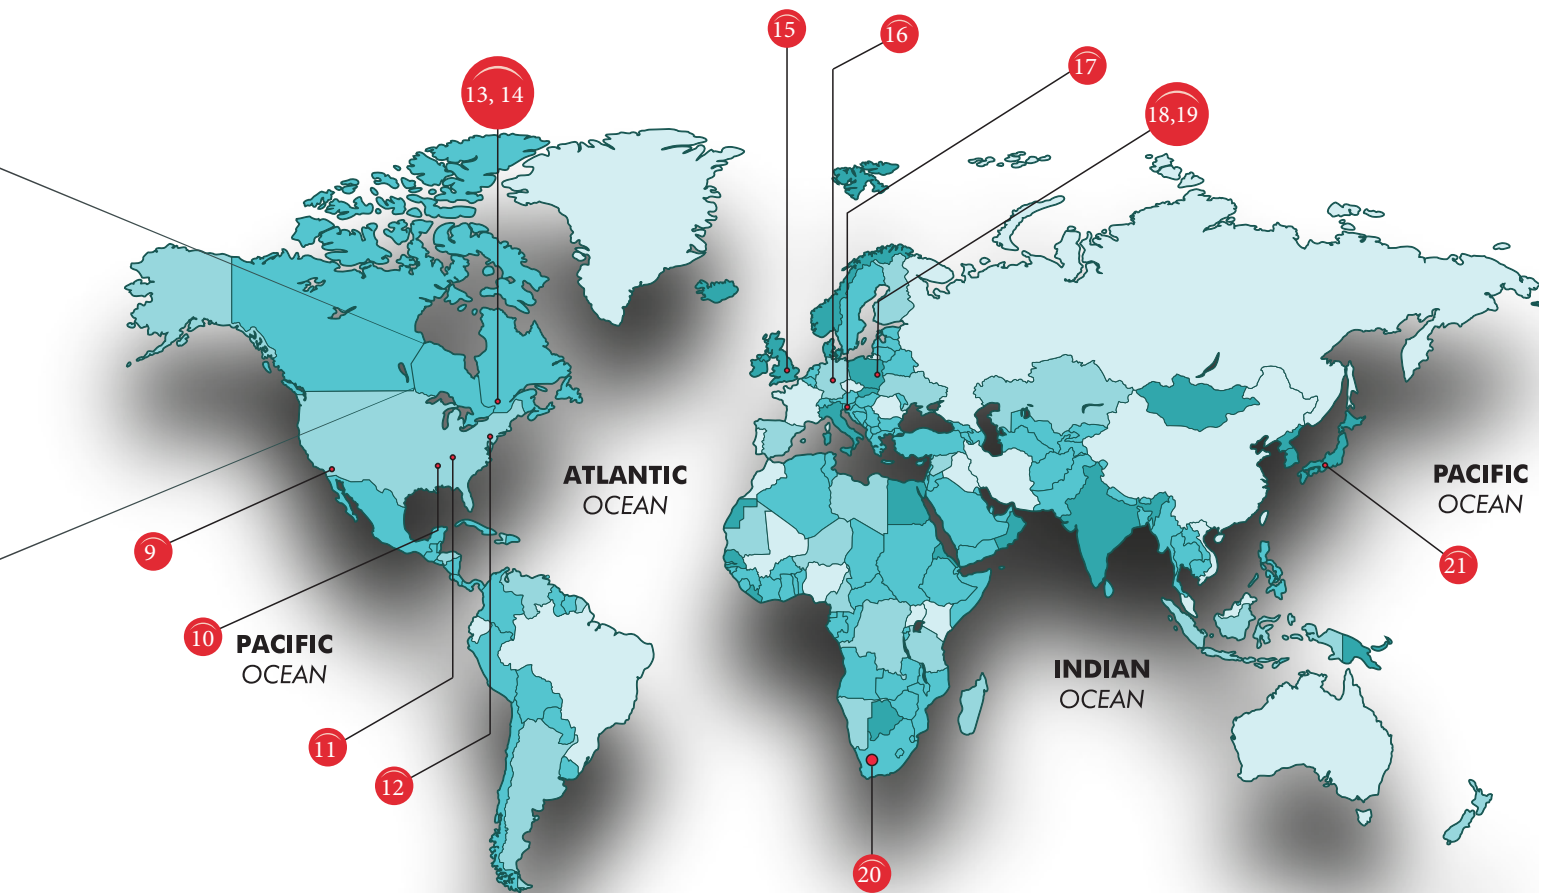 15
16
17
13, 14
18,19
ATLANTIC
OCEAN
PACIFIC
OCEAN
9
21
10
PACIFIC
OCEAN
INDIAN
OCEAN
11
12
20